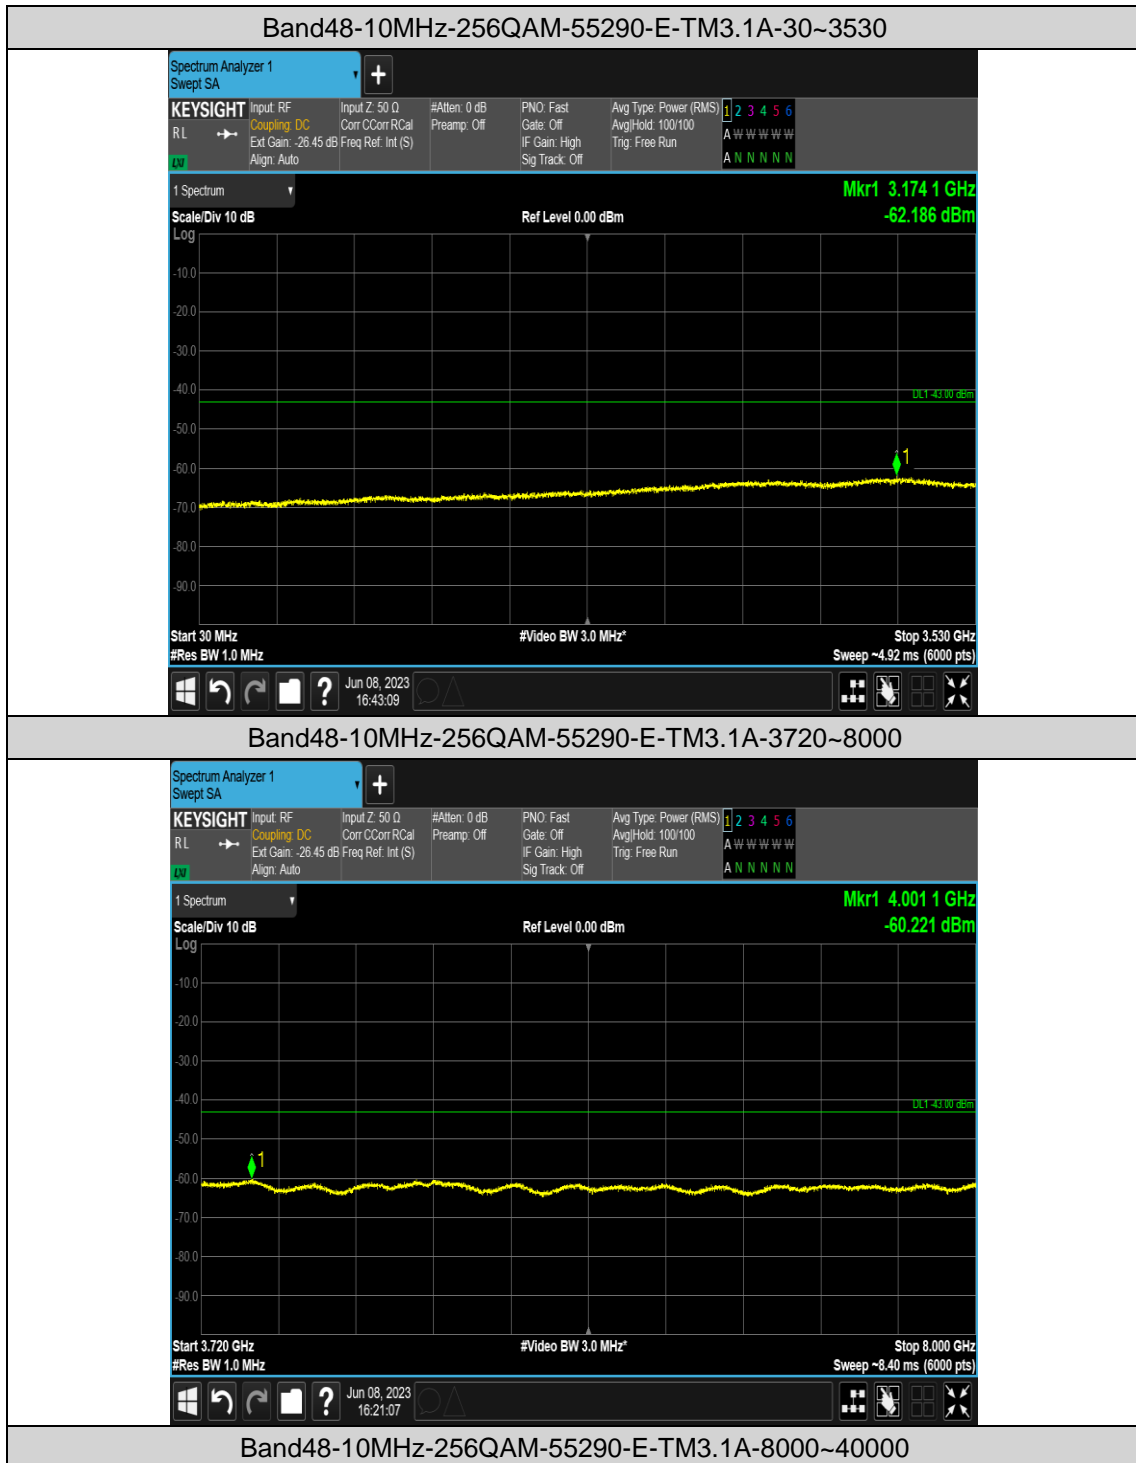 Band48-10MHz-256QAM-55290-E-TM3.1A-30~3530
Spectrum Analyzer 1
Swept SA
+
KEYSIGHT Input: RF Input Z: 50 Ω #Atten: 0 dB PNO: Fast Avg Type: Power (RMS) 1 2 3 4 5 6
RL Coupling: DC Corr CCorr RCal Preamp: Off Gate: Off Avg|Hold: 100/100 A W W W W W
Ext Gain: -26.45 dB Freq Ref: Int (S) IF Gain: High Trig: Free Run
LXI Align: Auto Sig Track: Off A N N N N N
1 Spectrum
Mkr1 3.174 1 GHz
Scale/Div 10 dB Ref Level 0.00 dBm -62.186 dBm
Log
-10.0
-20.0
-30.0
-40.0
DL1 -43.00 dBm
-50.0
1
-60.0
-70.0
-80.0
-90.0
Start 30 MHz #Video BW 3.0 MHz* Stop 3.530 GHz
#Res BW 1.0 MHz Sweep ~4.92 ms (6000 pts)
? Jun 08, 2023
16:43:09
Band48-10MHz-256QAM-55290-E-TM3.1A-3720~8000
Spectrum Analyzer 1
Swept SA
+
KEYSIGHT Input: RF Input Z: 50 Ω #Atten: 0 dB PNO: Fast Avg Type: Power (RMS) 1 2 3 4 5 6
RL Coupling: DC Corr CCorr RCal Preamp: Off Gate: Off Avg|Hold: 100/100 A W W W W W
Ext Gain: -26.45 dB Freq Ref: Int (S) IF Gain: High Trig: Free Run
LXI Align: Auto Sig Track: Off A N N N N N
1 Spectrum
Mkr1 4.001 1 GHz
Scale/Div 10 dB Ref Level 0.00 dBm -60.221 dBm
Log
-10.0
-20.0
-30.0
-40.0
DL1 -43.00 dBm
-50.0
1
-60.0
-70.0
-80.0
-90.0
Start 3.720 GHz #Video BW 3.0 MHz* Stop 8.000 GHz
#Res BW 1.0 MHz Sweep ~8.40 ms (6000 pts)
? Jun 08, 2023
16:21:07
Band48-10MHz-256QAM-55290-E-TM3.1A-8000~40000